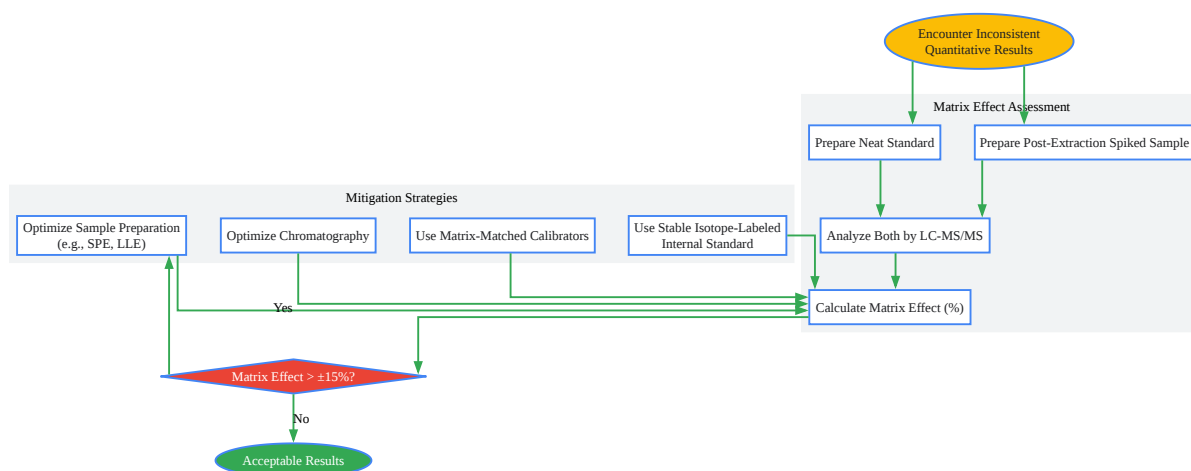 Encounter Inconsistent
Quantitative Results
Matrix Effect Assessment
Prepare Neat Standard
Prepare Post-Extraction Spiked Sample
Mitigation Strategies
Optimize Sample Preparation
(e.g., SPE, LLE)
Optimize Chromatography
Use Matrix-Matched Calibrators
Use Stable Isotope-Labeled
Internal Standard
Analyze Both by LC-MS/MS
Yes
Calculate Matrix Effect (%)
Matrix Effect > ±15%?
No
Acceptable Results